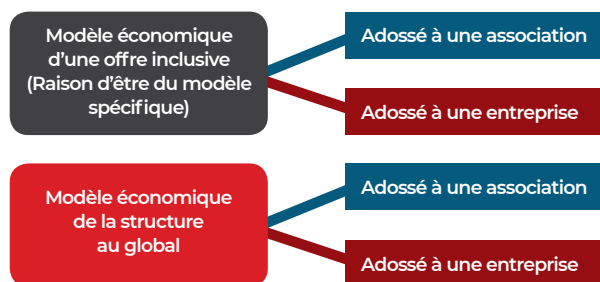 Modèle économique
d'une offre inclusive
(Raison d'être du modèle
spécifique)
Adossé à une association
Adossé à une entreprise
Modèle économique
de la structure
au global
Adossé à une association
Adossé à une entreprise